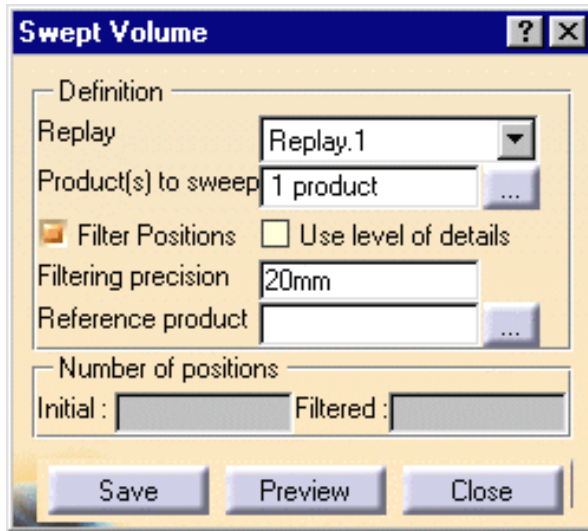 Swept Volume ? X
Definition
Replay Replay.1
Product(s) to sweep 1 product ...
Filter Positions Use level of details
Filtering precision 20mm
Reference product ...
Number of positions
Initial : Filtered :
Save Preview Close